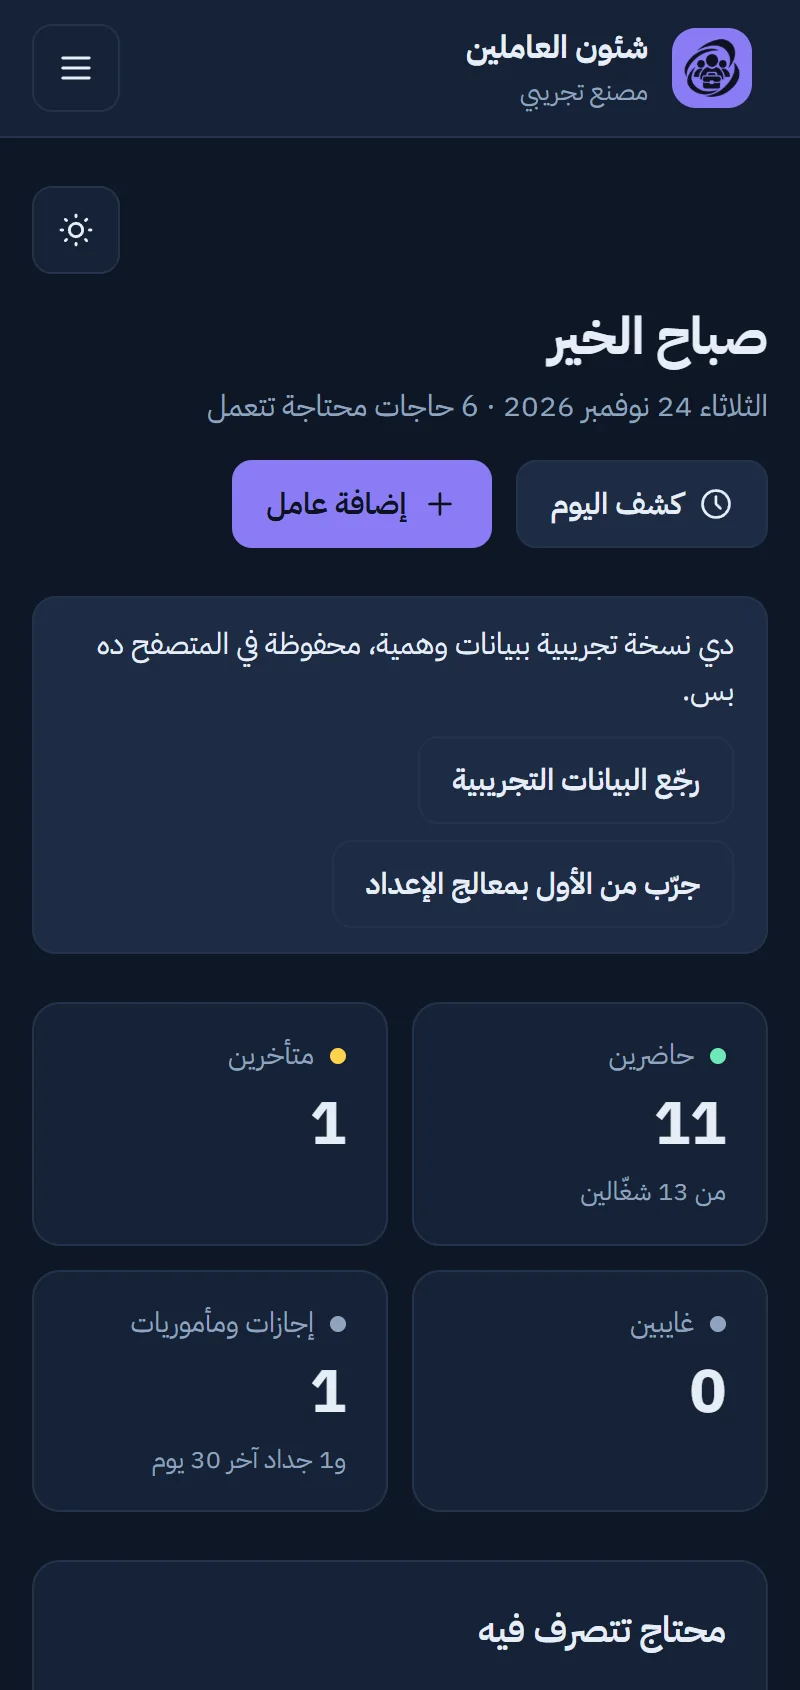 شئون العاملين
مصنع تجريبي
صباح الخير
الثلاثاء 24 نوفمبر 2026 · 6 حاجات محتاجة تتعمل
كشف اليوم
إضافة عامل
دي نسخة تجريبية ببيانات وهمية، محفوظة في المتصفح ده
بس.
رجّع البيانات التجريبية
جرّب من الأول بمعالج الإعداد
حاضرين
11
من 13 شغّالين
متأخرين
1
غايبين
0
إجازات ومأموريات
1
و1 جداد آخر 30 يوم
محتاج تتصرف فيه